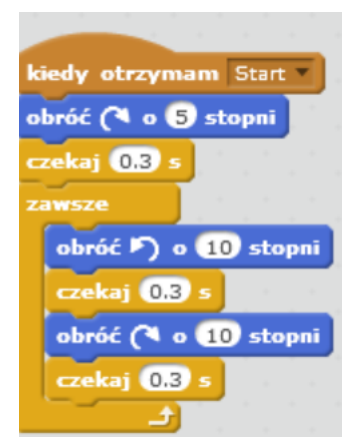 kiedy otrzymam Start
obróć o 5 stopni
czekaj 0.3 s
zawsze
obróć o 10 stopni
czekaj 0.3 s
obróć o 10 stopni
czekaj 0.3 s